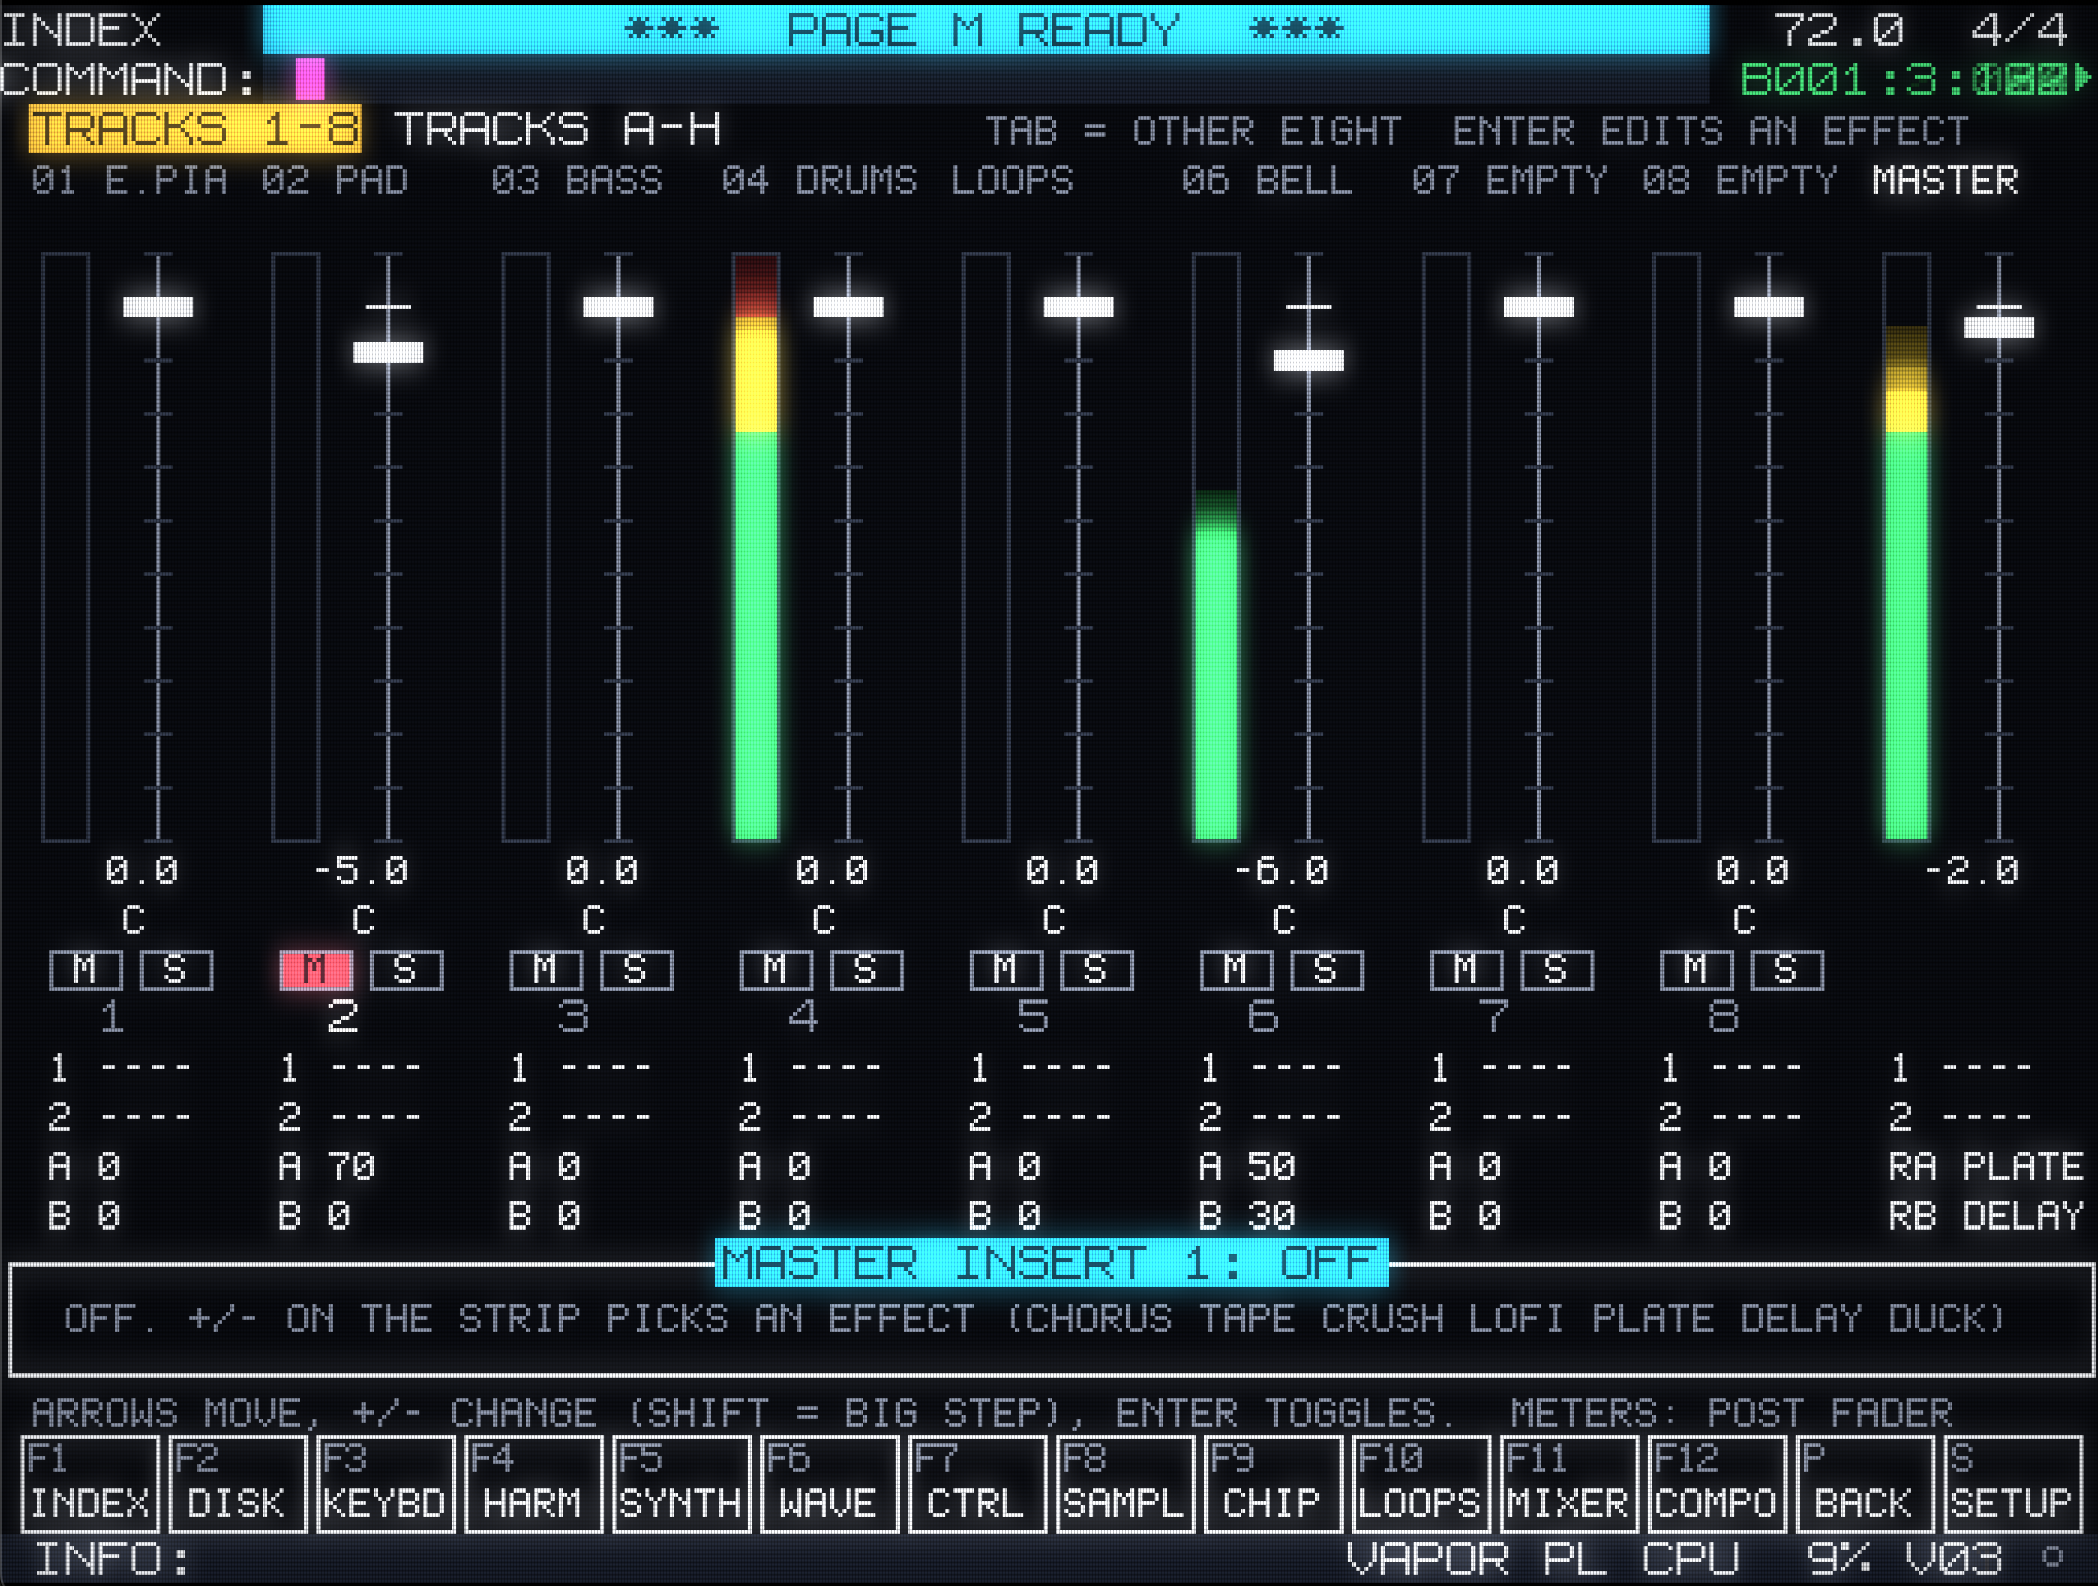 INDEX *** PAGE M READY *** 72.0 4/4
COMMAND: B001:3:
TRACKS 1-8 TRACKS A-H TAB = OTHER EIGHT ENTER EDITS AN EFFECT
01 E.PIA 02 PAD 03 BASS 04 DRUMS LOOPS 06 BELL 07 EMPTY 08 EMPTY MASTER
0.0 -5.0 0.0 0.0 0.0 -6.0 0.0 0.0 -2.0
C C C C C C C C
M S M S M S M S M S M S M S M S
1 2 3 4 5 6 7 8
1 ---- 1 ---- 1 ---- 1 ---- 1 ---- 1 ---- 1 ---- 1 ---- 1 ----
2 ---- 2 ---- 2 ---- 2 ---- 2 ---- 2 ---- 2 ---- 2 ---- 2 ----
A 0 A 70 A 0 A 0 A 0 A 50 A 0 A 0 RA PLATE
B 0 B 0 B 0 B 0 B 0 B 30 B 0 B 0 RB DELAY
MASTER INSERT 1: OFF
OFF. +/- ON THE STRIP PICKS AN EFFECT (CHORUS TAPE CRUSH LOFI PLATE DELAY DUCK)
ARROWS MOVE, +/- CHANGE (SHIFT = BIG STEP), ENTER TOGGLES. METERS: POST FADER
F1 F2 F3 F4 F5 F6 F7 F8 F9 F10 F11 F12 P S
INDEX DISK KEYBD HARM SYNTH WAVE CTRL SAMPL CHIP LOOPS MIXER COMPO BACK SETUP
INFO: VAPOR PL CPU 9% V03